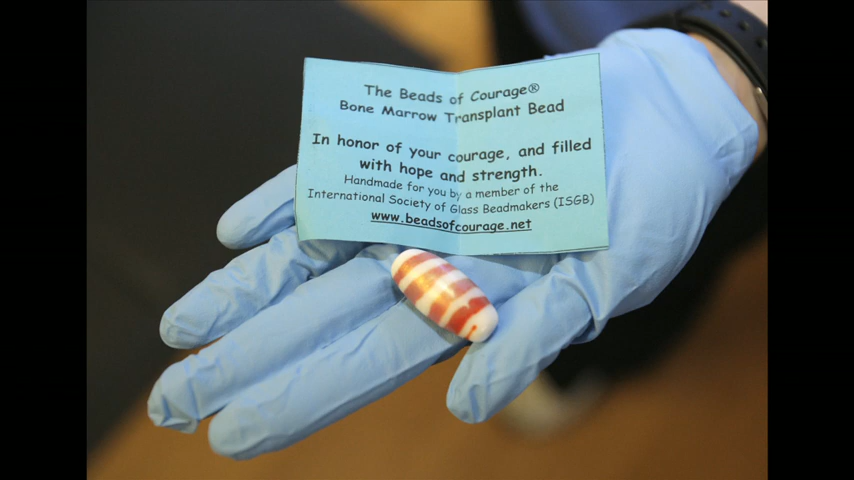 The Beads of Courage®
Bone Marrow Transplant Bead
In honor of your courage, and filled
with hope and strength.
Handmade for you by a member of the
International Society of Glass Beadmakers (ISGB)
www.beadsofcourage.net